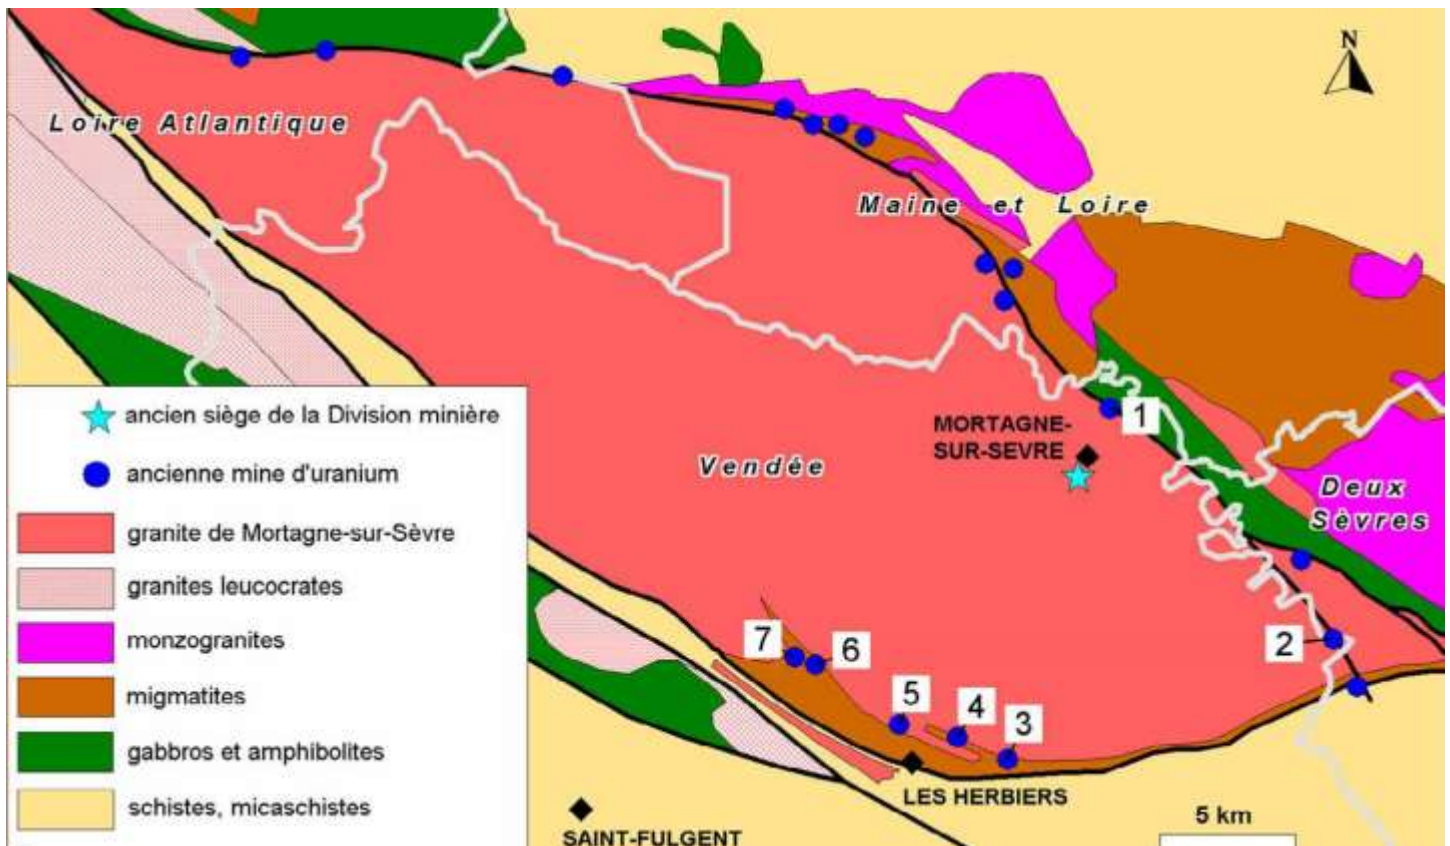 N
Loire Atlantique
Maine et Loire
1
MORTAGNE-
SUR-SEVRE
Vendée
Deux
Sèvres
2
7
6
5
4
3
LES HERBIERS
SAINT-FULGENT
5 km
ancien siège de la Division minière
ancienne mine d'uranium
granite de Mortagne-sur-Sèvre
granites leucocrates
monzogranites
migmatites
gabbros et amphibolites
schistes, micaschistes